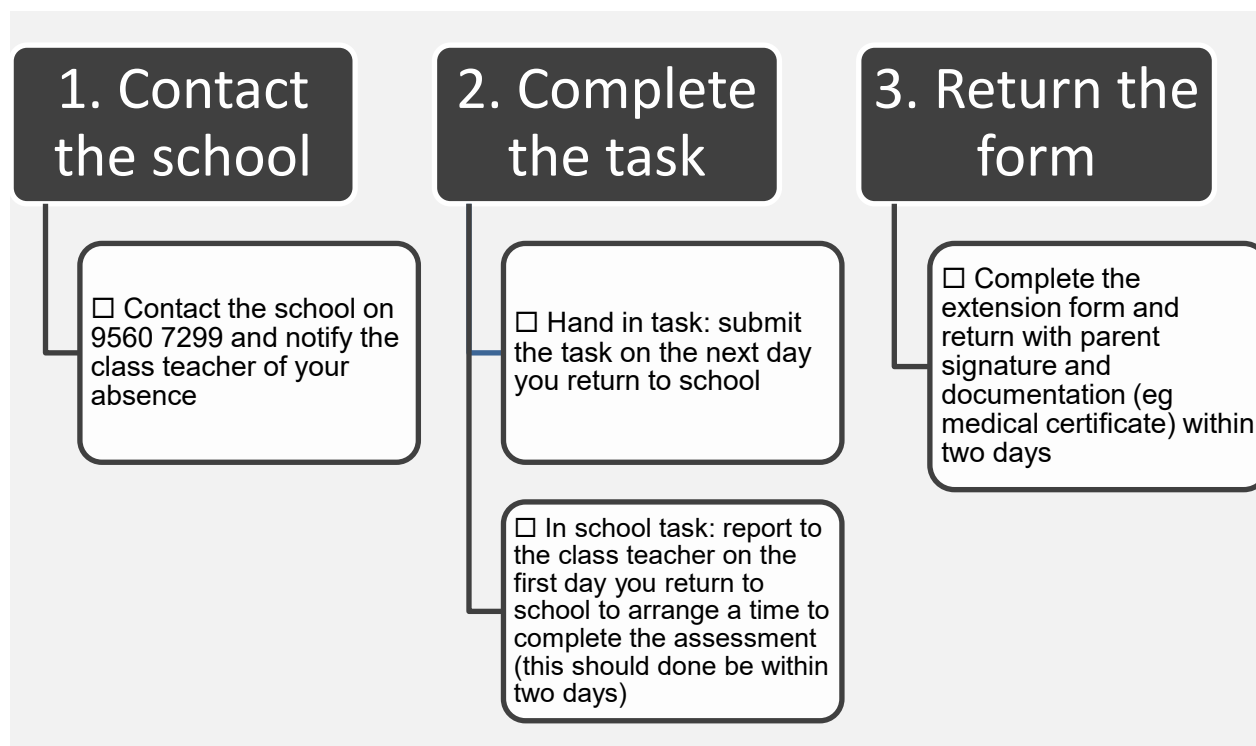 1. Contact
the school
☐ Contact the school on
9560 7299 and notify the
class teacher of your
absence
2. Complete
the task
☐ Hand in task: submit
the task on the next day
you return to school
☐ In school task: report to
the class teacher on the
first day you return to
school to arrange a time to
complete the assessment
(this should done be within
two days)
3. Return the
form
☐ Complete the
extension form and
return with parent
signature and
documentation (eg
medical certificate) within
two days